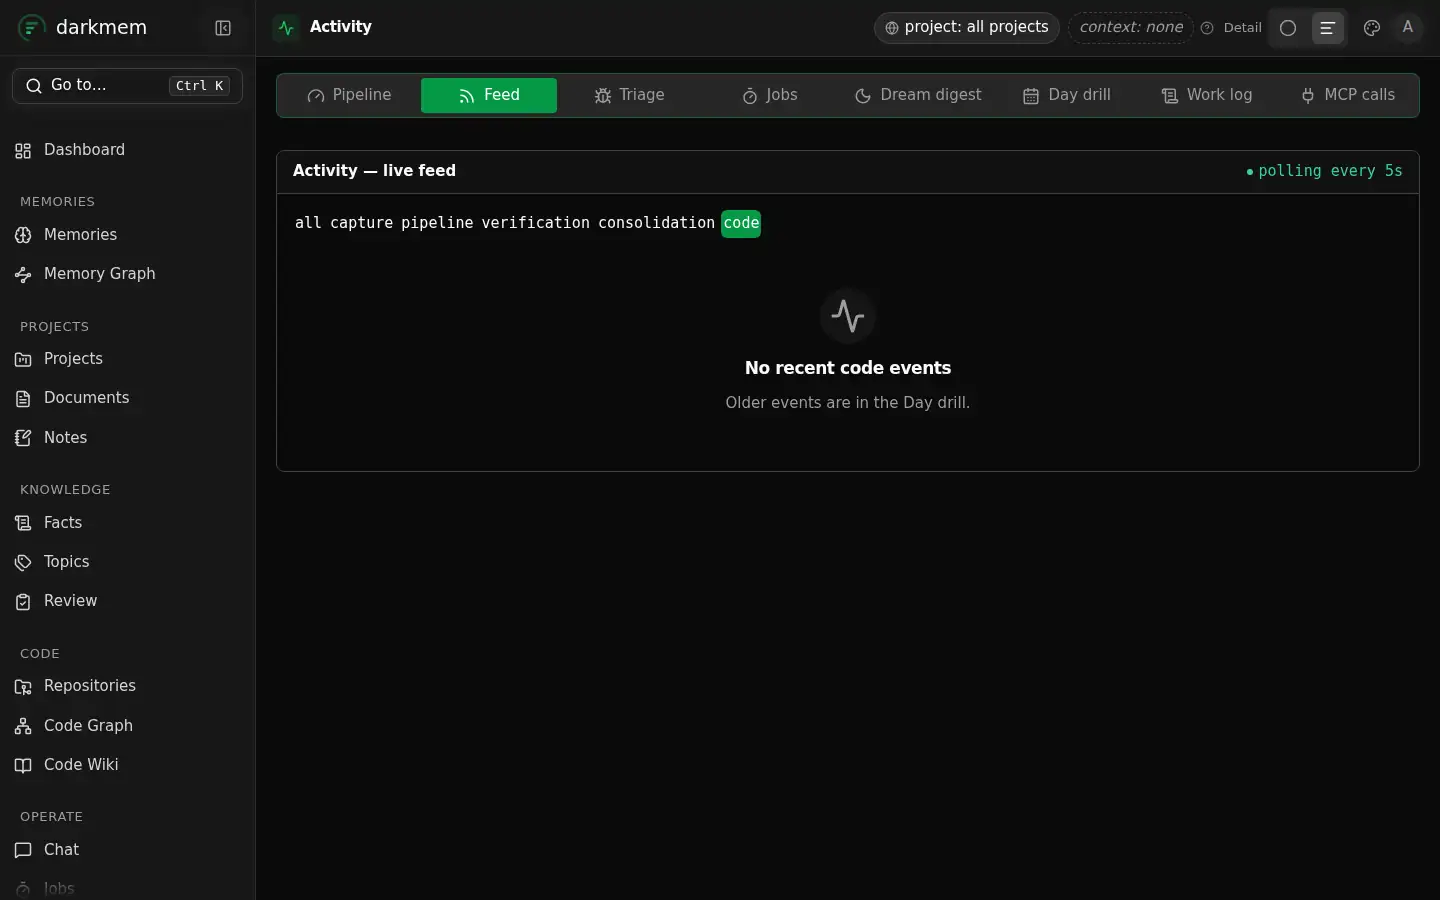 darkmem
Activity
project: all projects
context: none
Detail
A
Go to...
Ctrl K
Pipeline
Feed
Triage
Jobs
Dream digest
Day drill
Work log
MCP calls
Dashboard
MEMORIES
Memories
Memory Graph
PROJECTS
Projects
Documents
Notes
KNOWLEDGE
Facts
Topics
Review
CODE
Repositories
Code Graph
Code Wiki
OPERATE
Chat
Jobs
Activity — live feed
polling every 5s
all capture pipeline verification consolidation code
No recent code events
Older events are in the Day drill.